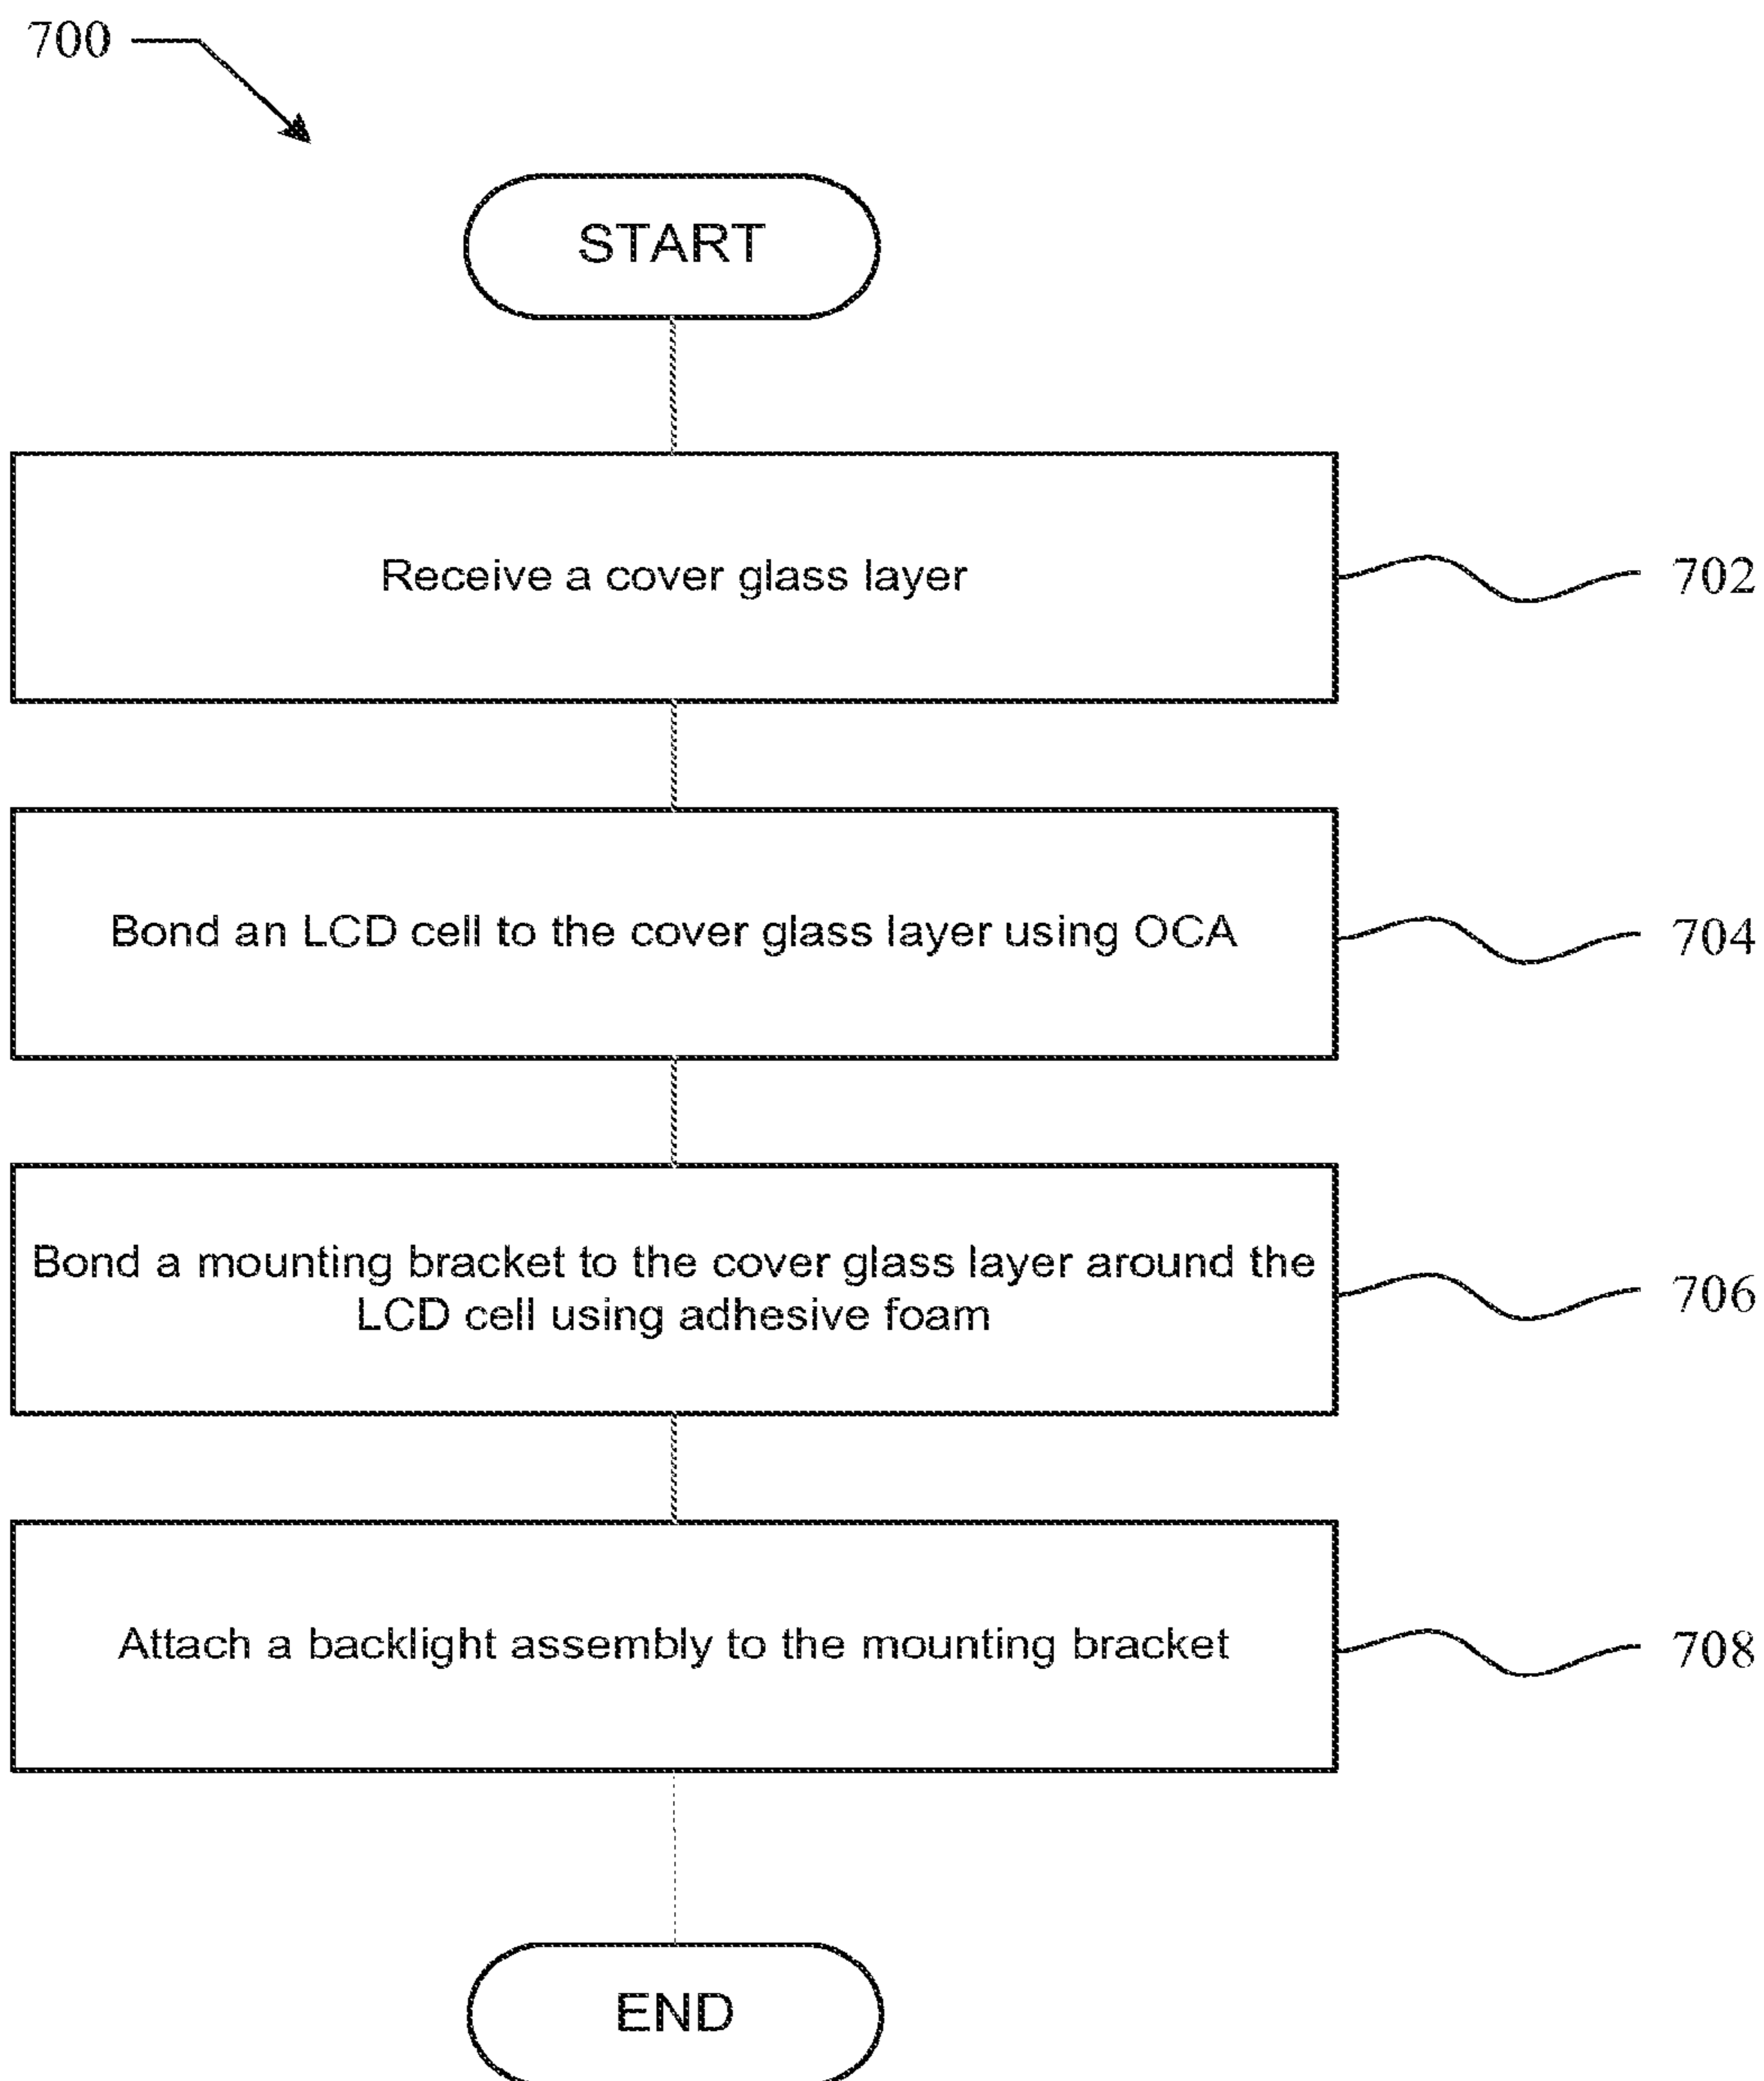 700
START
Receive a cover glass layer
702
Bond an LCD cell to the cover glass layer using OCA
704
Bond a mounting bracket to the cover glass layer around the
LCD cell using adhesive foam
706
Attach a backlight assembly to the mounting bracket
708
END